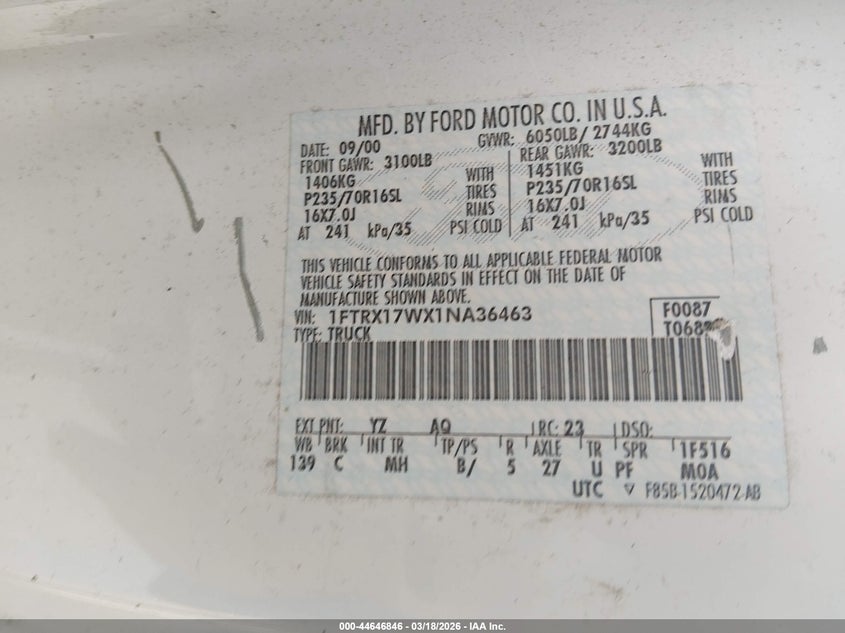 MFD. BY FORD MOTOR CO. IN U.S.A.
DATE: 09/00 GVWR: 6050LB/ 2744KG
FRONT GAWR: 3100LB REAR GAWR: 3200LB
1406KG WITH 1451KG WITH
P235/70R16SL TIRES P235/70R16SL TIRES
16X7.0J RIMS 16X7.0J RIMS
AT 241 kPa/35 PSI COLD AT 241 kPa/35 PSI COLD
THIS VEHICLE CONFORMS TO ALL APPLICABLE FEDERAL MOTOR
VEHICLE SAFETY STANDARDS IN EFFECT ON THE DATE OF
MANUFACTURE SHOWN ABOVE.
VIN: 1FTRX17WX1NA36463 F0087
TYPE: TRUCK
EXT PNT: YZ AQ RC: 23 DSO:
WB BRK INT TR TP/PS R AXLE TR SPR 1F516
139 C MH B/ 5 27 U PF M0A
UTC ▽ F85B-1520472-AB
000-44646846 - 03/18/2026 - IAA Inc.